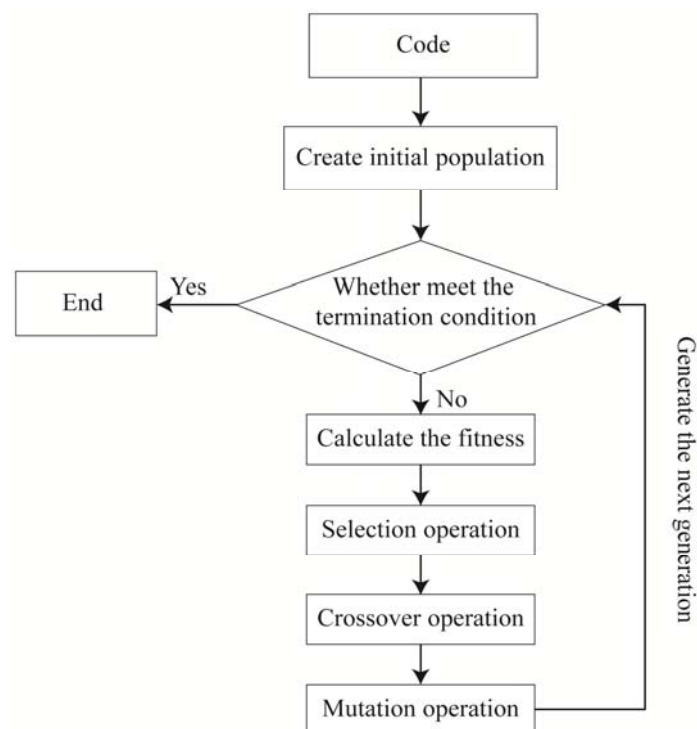 Code
Create initial population
Whether meet the
termination condition
Yes
End
No
Calculate the fitness
Selection operation
Crossover operation
Mutation operation
Generate the next generation